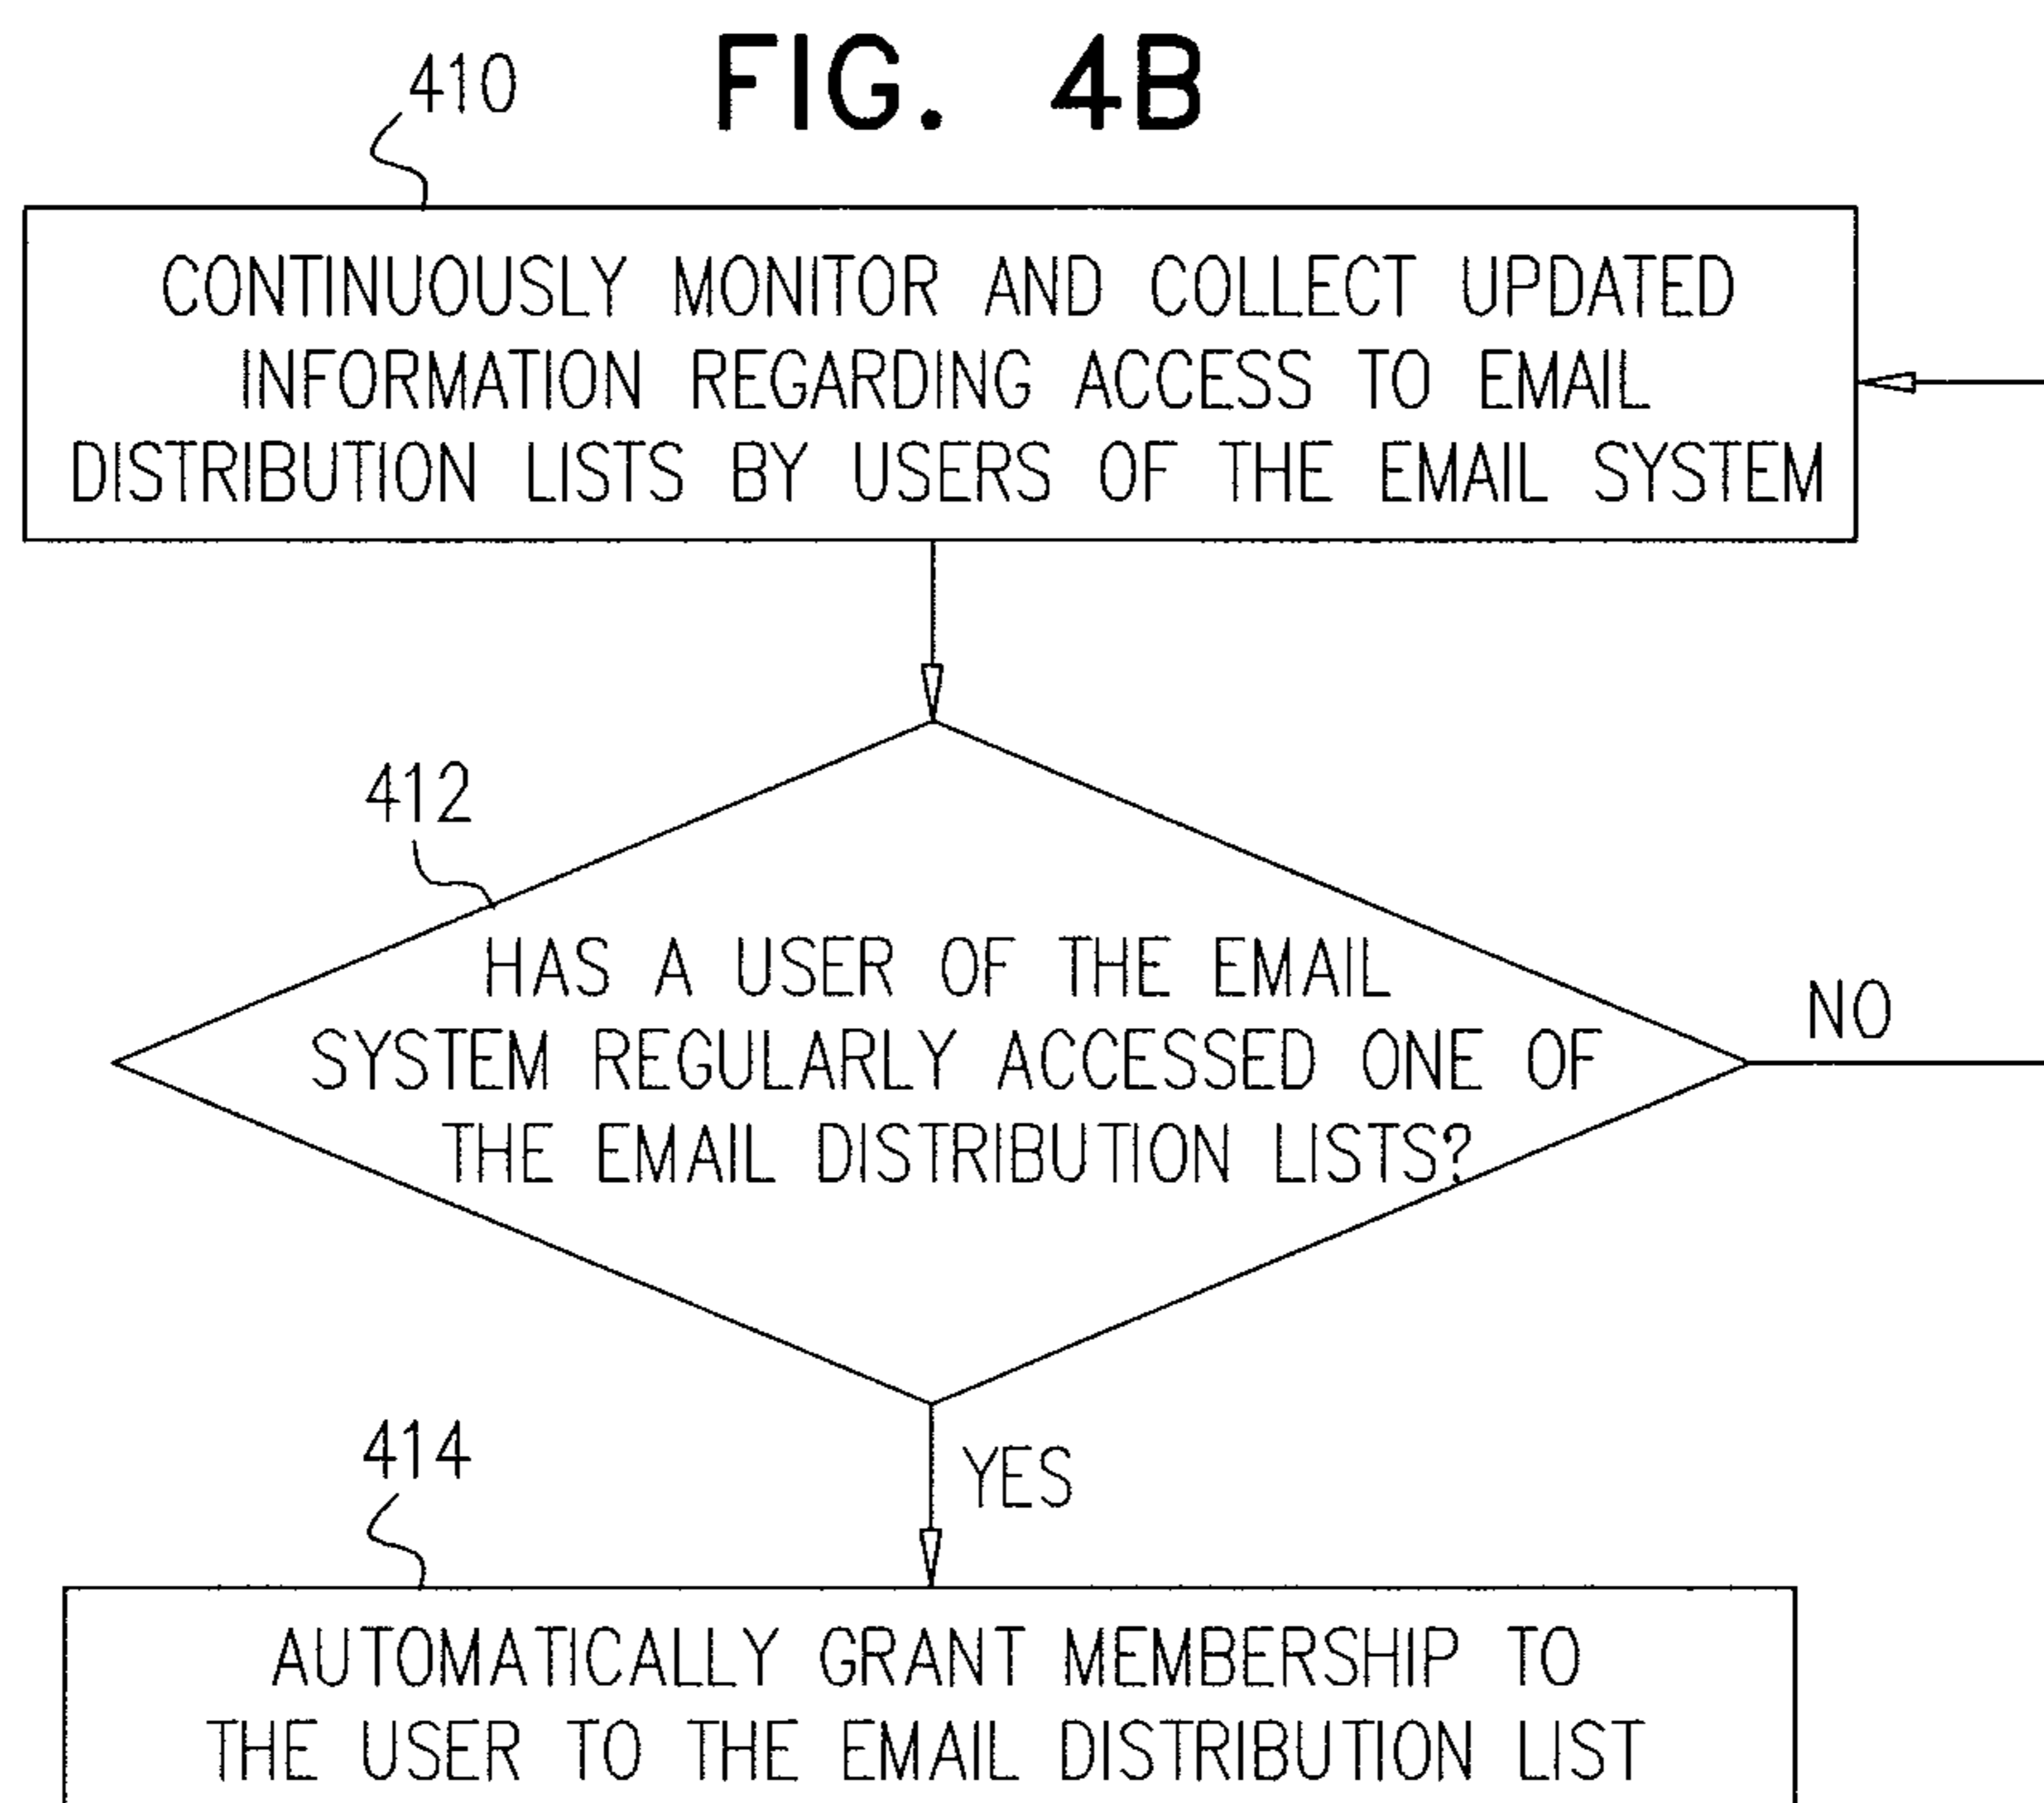 FIG. 4B
410
CONTINUOUSLY MONITOR AND COLLECT UPDATED
INFORMATION REGARDING ACCESS TO EMAIL
DISTRIBUTION LISTS BY USERS OF THE EMAIL SYSTEM
412
HAS A USER OF THE EMAIL
SYSTEM REGULARLY ACCESSED ONE OF
THE EMAIL DISTRIBUTION LISTS?
NO
YES
414
AUTOMATICALLY GRANT MEMBERSHIP TO
THE USER TO THE EMAIL DISTRIBUTION LIST